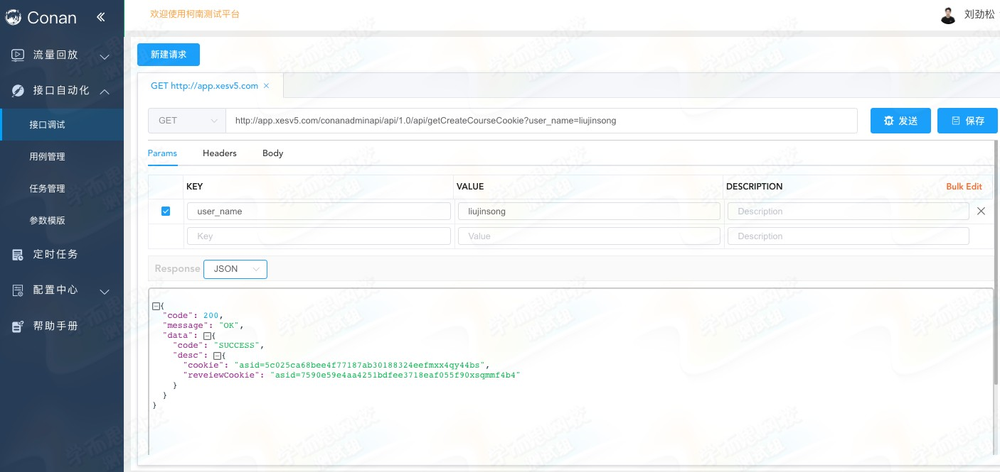 Conan
欢迎使用柯南测试平台
刘劲松
流量回放
接口自动化
接口调试
用例管理
任务管理
参数模版
定时任务
配置中心
帮助手册
新建请求
GET http://app.xesv5.com ×
GET http://app.xesv5.com/conanadminapi/api/1.0/api/getCreateCourseCookie?user_name=liujinsong 发送 保存
Params Headers Body
KEY VALUE DESCRIPTION Bulk Edit
user_name liujinsong Description
Key Value Description
Response JSON
{
"code": 200,
"message": "OK",
"data": {
"code": "SUCCESS",
"desc": {
"cookie": "asid=5c025ca68bee4f77187ab30188324eefmxx4qy44bs",
"reveiewCookie": "asid=7590e59e4aa4251bdfee3718eaf055f90xsqmmf4b4"
}
}
}